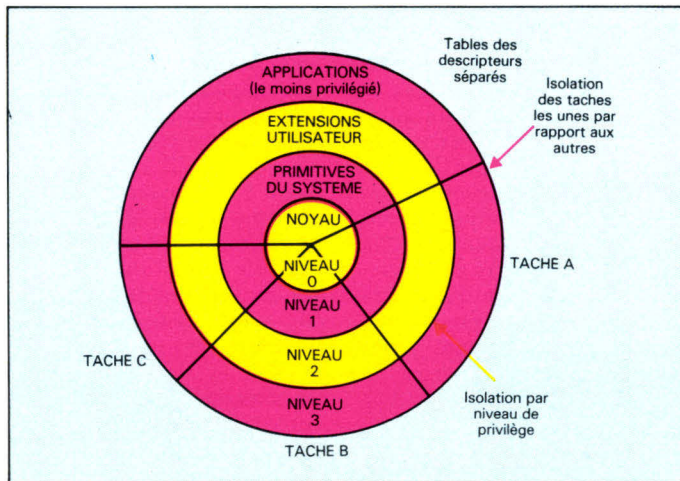 APPLICATIONS
(le moins privilégié)
EXTENSIONS
UTILISATEUR
PRIMITIVES
DU SYSTEME
NOYAU
NIVEAU
0
NIVEAU
1
NIVEAU
2
NIVEAU
3
Tables des
descripteurs
séparés
Isolation
des taches
les unes par
rapport aux
autres
TACHE A
Isolation par
niveau de
privilège
TACHE C
TACHE B